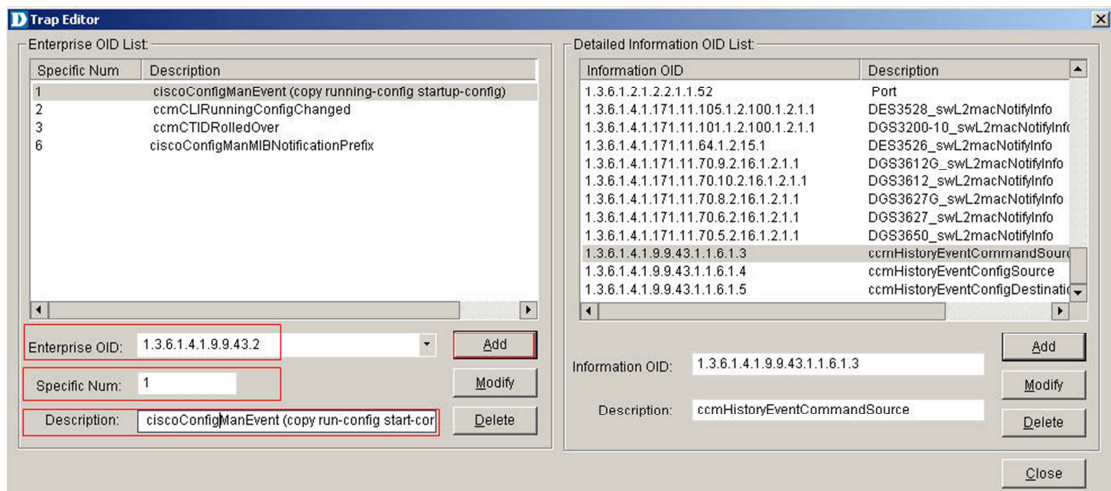 Trap Editor
Enterprise OID List:
Specific Num Description
1 ciscoConfigManEvent (copy running-config startup-config)
2 ccmCLIRunningConfigChanged
3 ccmCTIDRolledOver
6 ciscoConfigManMIBNotificationPrefix
Enterprise OID: 1.3.6.1.4.1.9.9.43.2 Add
Specific Num: 1 Modify
Description: ciscoConfigManEvent (copy run-config start-cor Delete
Detailed Information OID List:
Information OID Description
1.3.6.1.2.1.2.2.1.1.52 Port
1.3.6.1.4.1.171.11.105.1.2.100.1.2.1.1 DES3528_swL2macNotifyInfo
1.3.6.1.4.1.171.11.101.1.2.100.1.2.1.1 DGS3200-10_swL2macNotifyInfo
1.3.6.1.4.1.171.11.64.1.2.15.1 DES3526_swL2macNotifyInfo
1.3.6.1.4.1.171.11.70.9.2.16.1.2.1.1 DGS3612G_swL2macNotifyInfo
1.3.6.1.4.1.171.11.70.10.2.16.1.2.1.1 DGS3612_swL2macNotifyInfo
1.3.6.1.4.1.171.11.70.8.2.16.1.2.1.1 DGS3627G_swL2macNotifyInfo
1.3.6.1.4.1.171.11.70.6.2.16.1.2.1.1 DGS3627_swL2macNotifyInfo
1.3.6.1.4.1.171.11.70.5.2.16.1.2.1.1 DGS3650_swL2macNotifyInfo
1.3.6.1.4.1.9.9.43.1.1.6.1.3 ccmHistoryEventCommandSourc
1.3.6.1.4.1.9.9.43.1.1.6.1.4 ccmHistoryEventConfigSource
1.3.6.1.4.1.9.9.43.1.1.6.1.5 ccmHistoryEventConfigDestinatic
Information OID: 1.3.6.1.4.1.9.9.43.1.1.6.1.3 Add
Modify
Description: ccmHistoryEventCommandSource Delete
Close